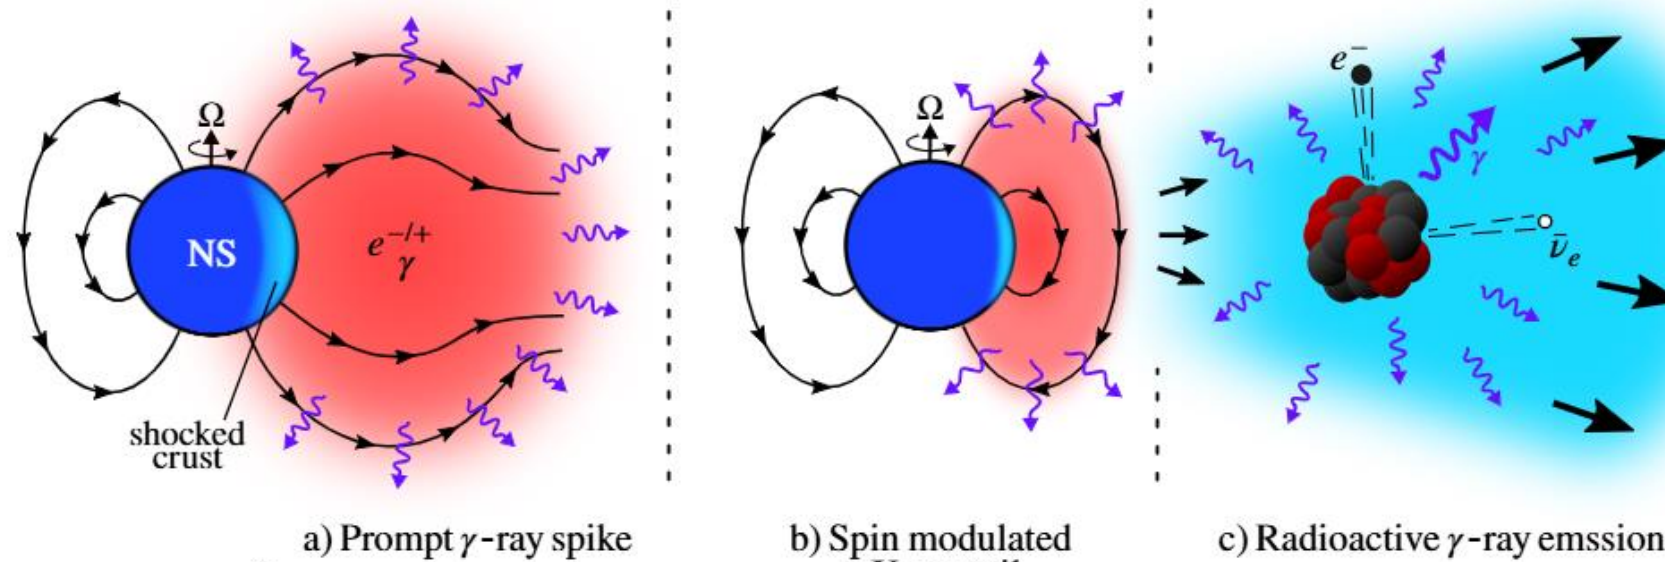 Ω
NS
e⁻/⁺
γ
shocked
crust
a) Prompt γ-ray spike
Ω
b) Spin modulated
e⁻
γ
ν̄ₑ
c) Radioactive γ-ray emssion